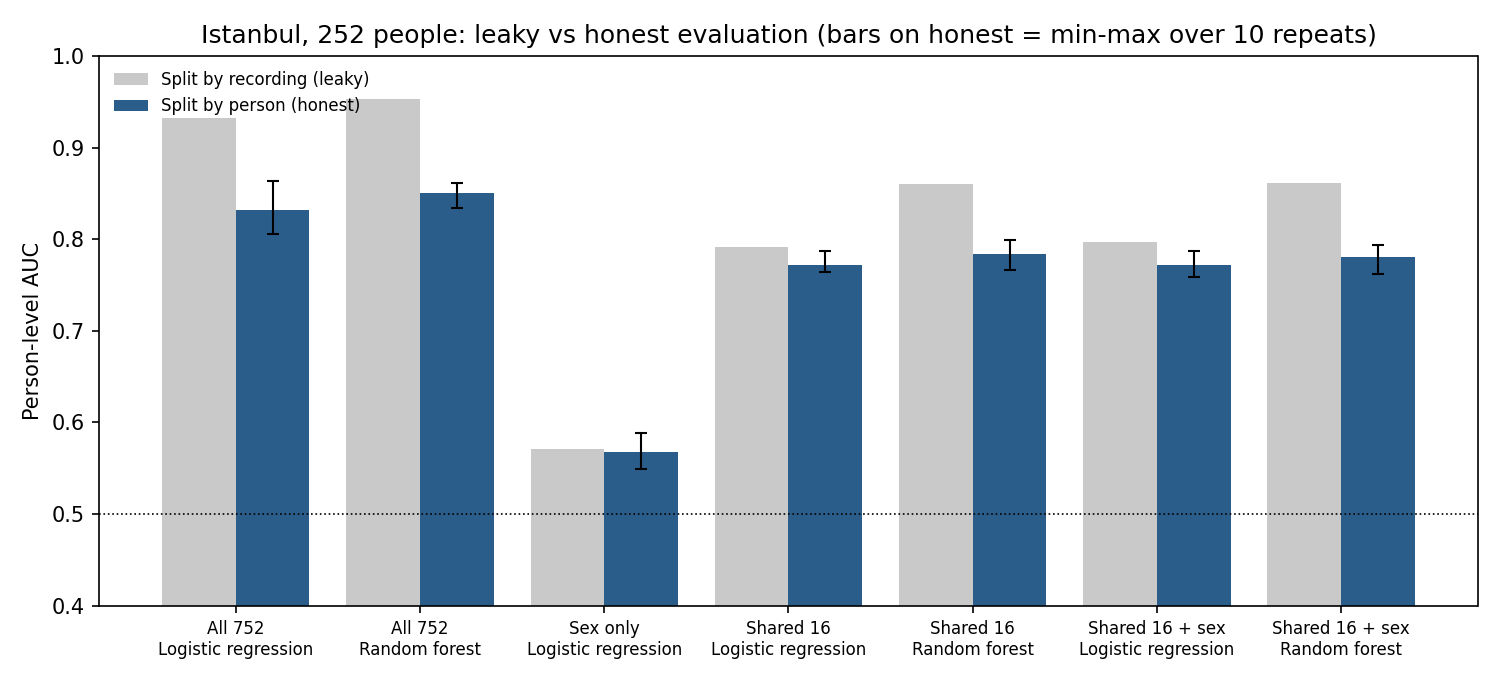 Istanbul, 252 people: leaky vs honest evaluation (bars on honest = min-max over 10 repeats)
Split by recording (leaky)
Split by person (honest)
Person-level AUC
1.0
0.9
0.8
0.7
0.6
0.5
0.4
All 752
Logistic regression
All 752
Random forest
Sex only
Logistic regression
Shared 16
Logistic regression
Shared 16
Random forest
Shared 16 + sex
Logistic regression
Shared 16 + sex
Random forest